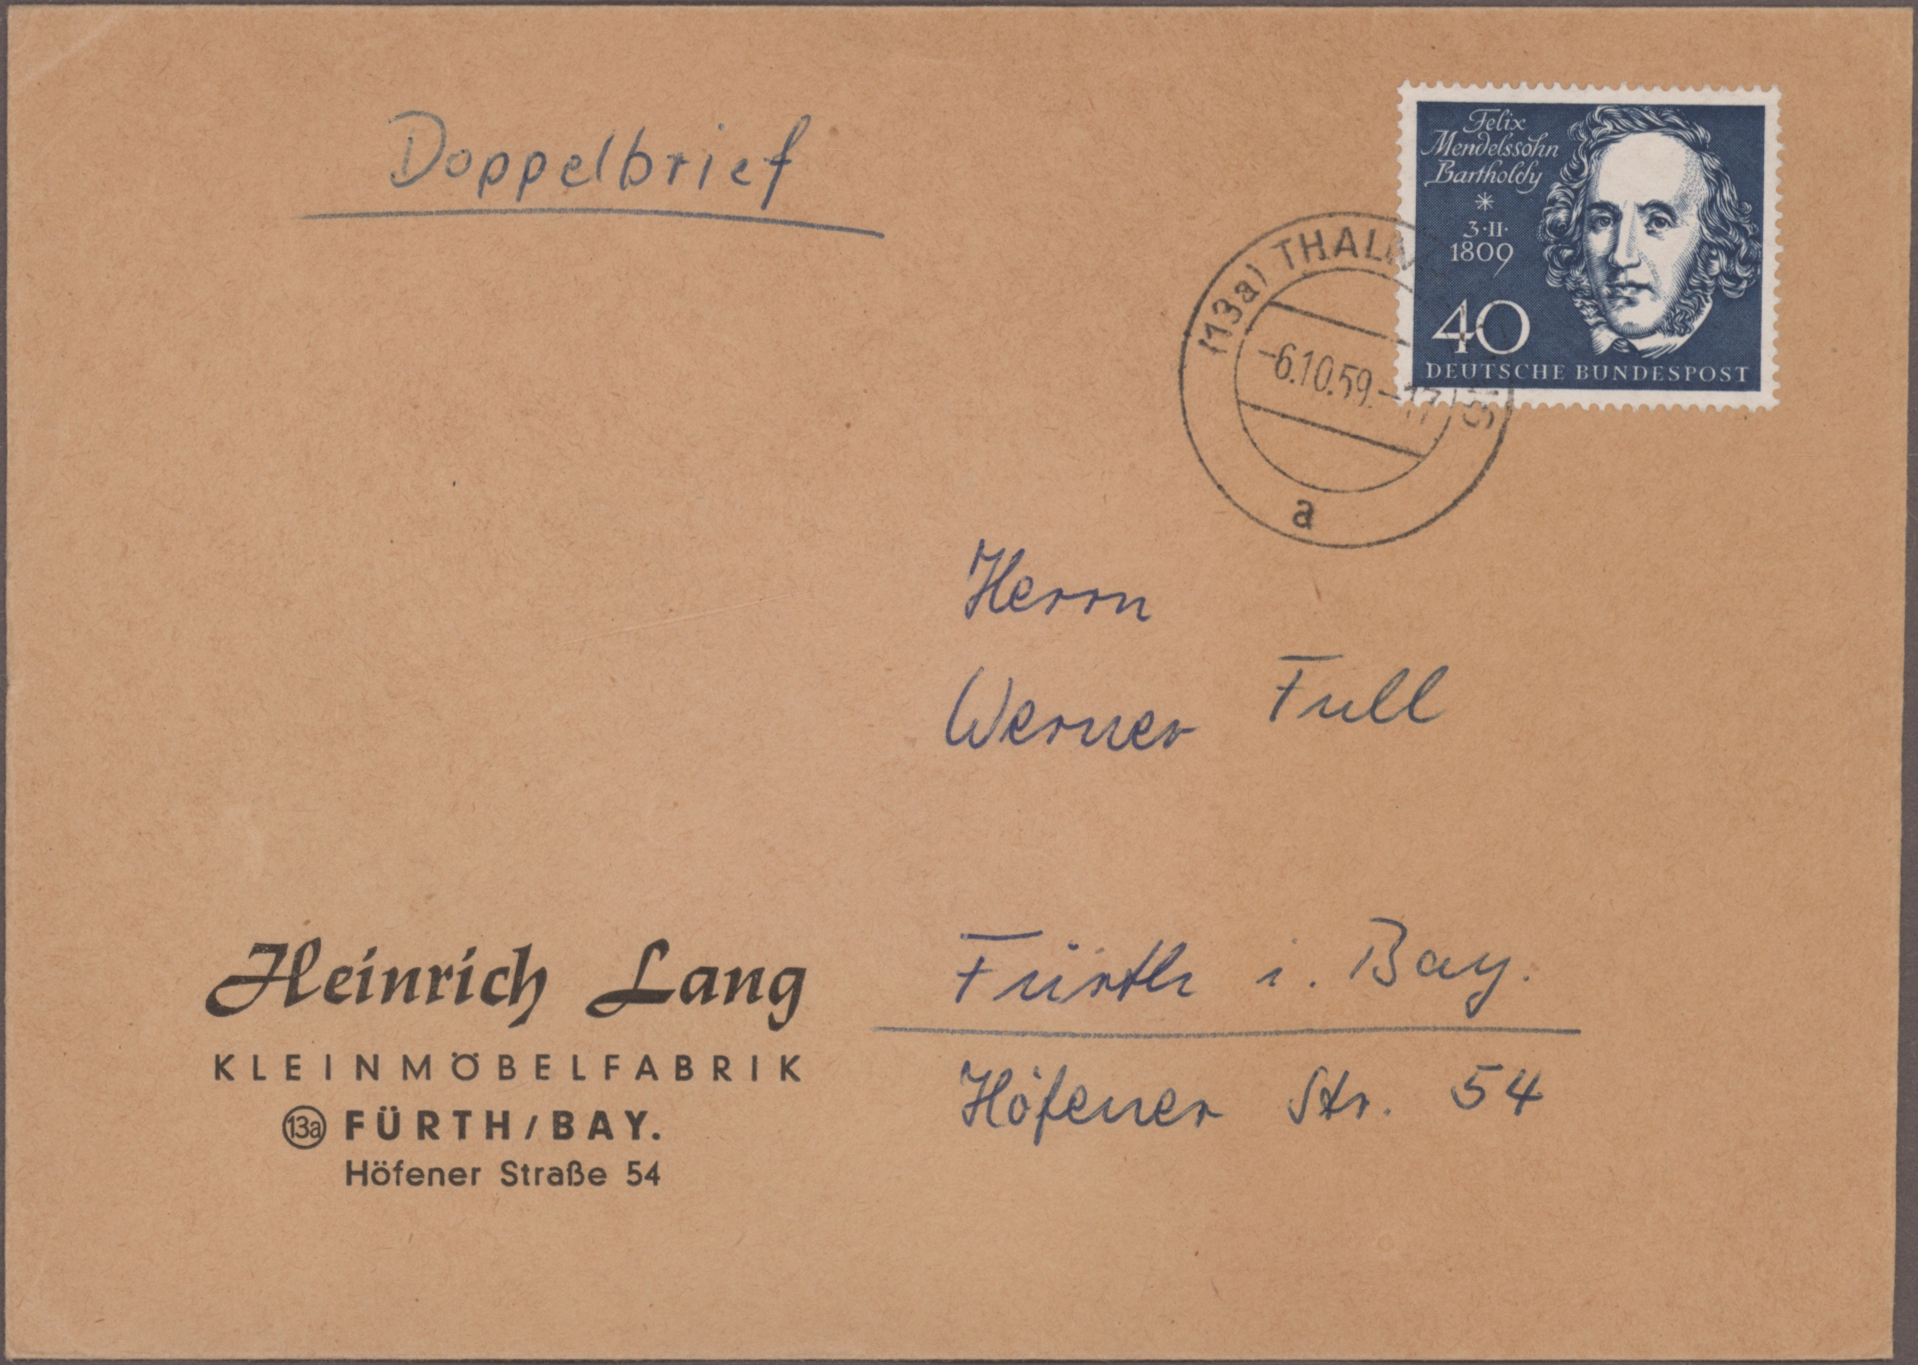 Doppelbrief
Felix
Mendelssohn
Bartholdy
*
3·II·
1809
40
DEUTSCHE BUNDESPOST
(13a)
-6.10.59.-17
a
Herrn
Werner Full
Fürth i. Bay.
Höfener Str. 54
Heinrich Lang
KLEINMÖBELFABRIK
13a FÜRTH/BAY.
Höfener Straße 54